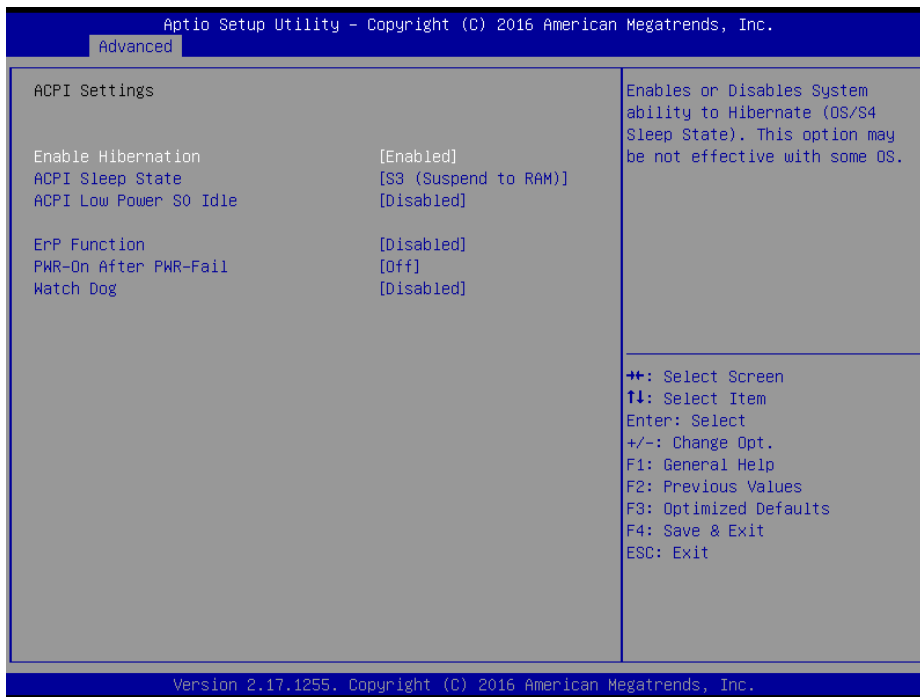 Aptio Setup Utility – Copyright (C) 2016 American Megatrends, Inc.
Advanced
ACPI Settings
Enable Hibernation [Enabled]
ACPI Sleep State [S3 (Suspend to RAM)]
ACPI Low Power S0 Idle [Disabled]
ErP Function [Disabled]
PWR-On After PWR-Fail [Off]
Watch Dog [Disabled]
Enables or Disables System
ability to Hibernate (OS/S4
Sleep State). This option may
be not effective with some OS.
→←: Select Screen
↑↓: Select Item
Enter: Select
+/-: Change Opt.
F1: General Help
F2: Previous Values
F3: Optimized Defaults
F4: Save & Exit
ESC: Exit
Version 2.17.1255. Copyright (C) 2016 American Megatrends, Inc.